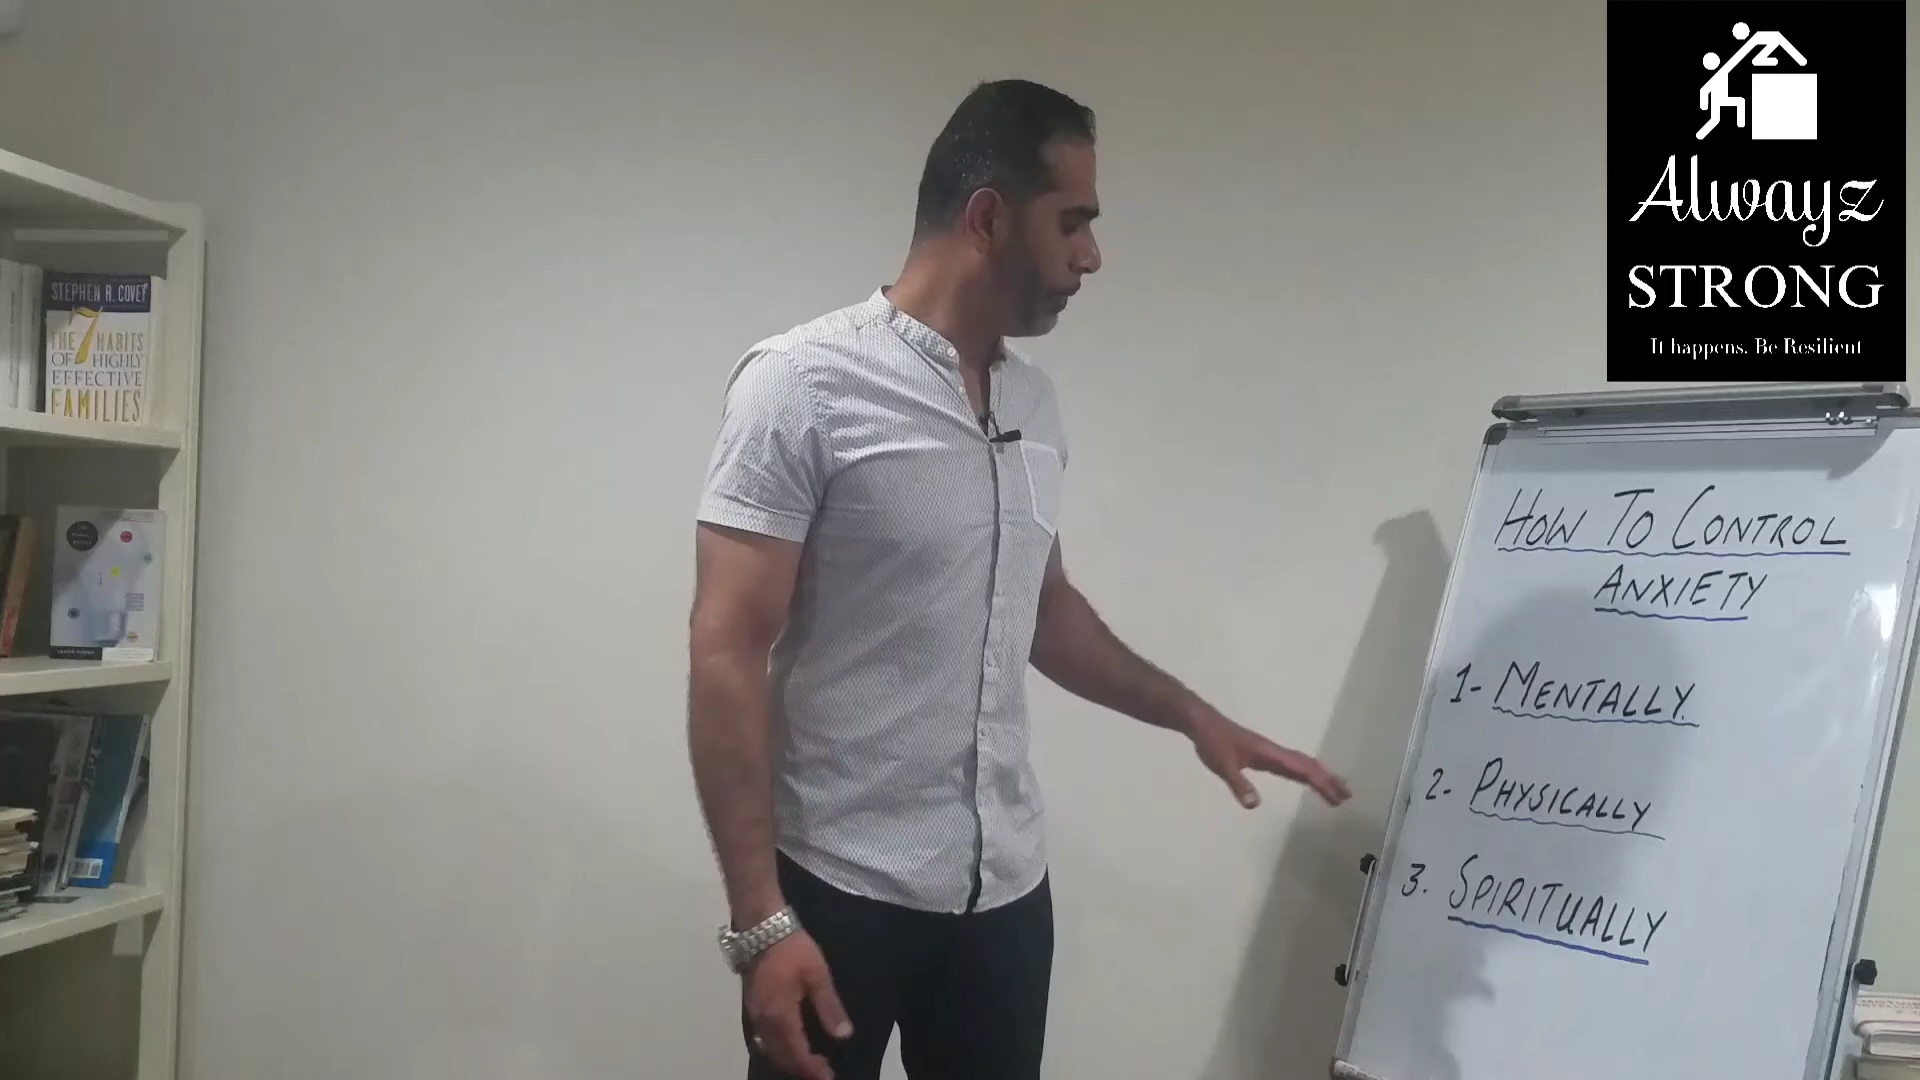 STEPHEN R. COVEY
THE 7 HABITS
OF HIGHLY
EFFECTIVE
FAMILIES
Alwayz
STRONG
It happens. Be Resilient
HOW TO CONTROL
ANXIETY
1- MENTALLY.
2- PHYSICALLY
3. SPIRITUALLY